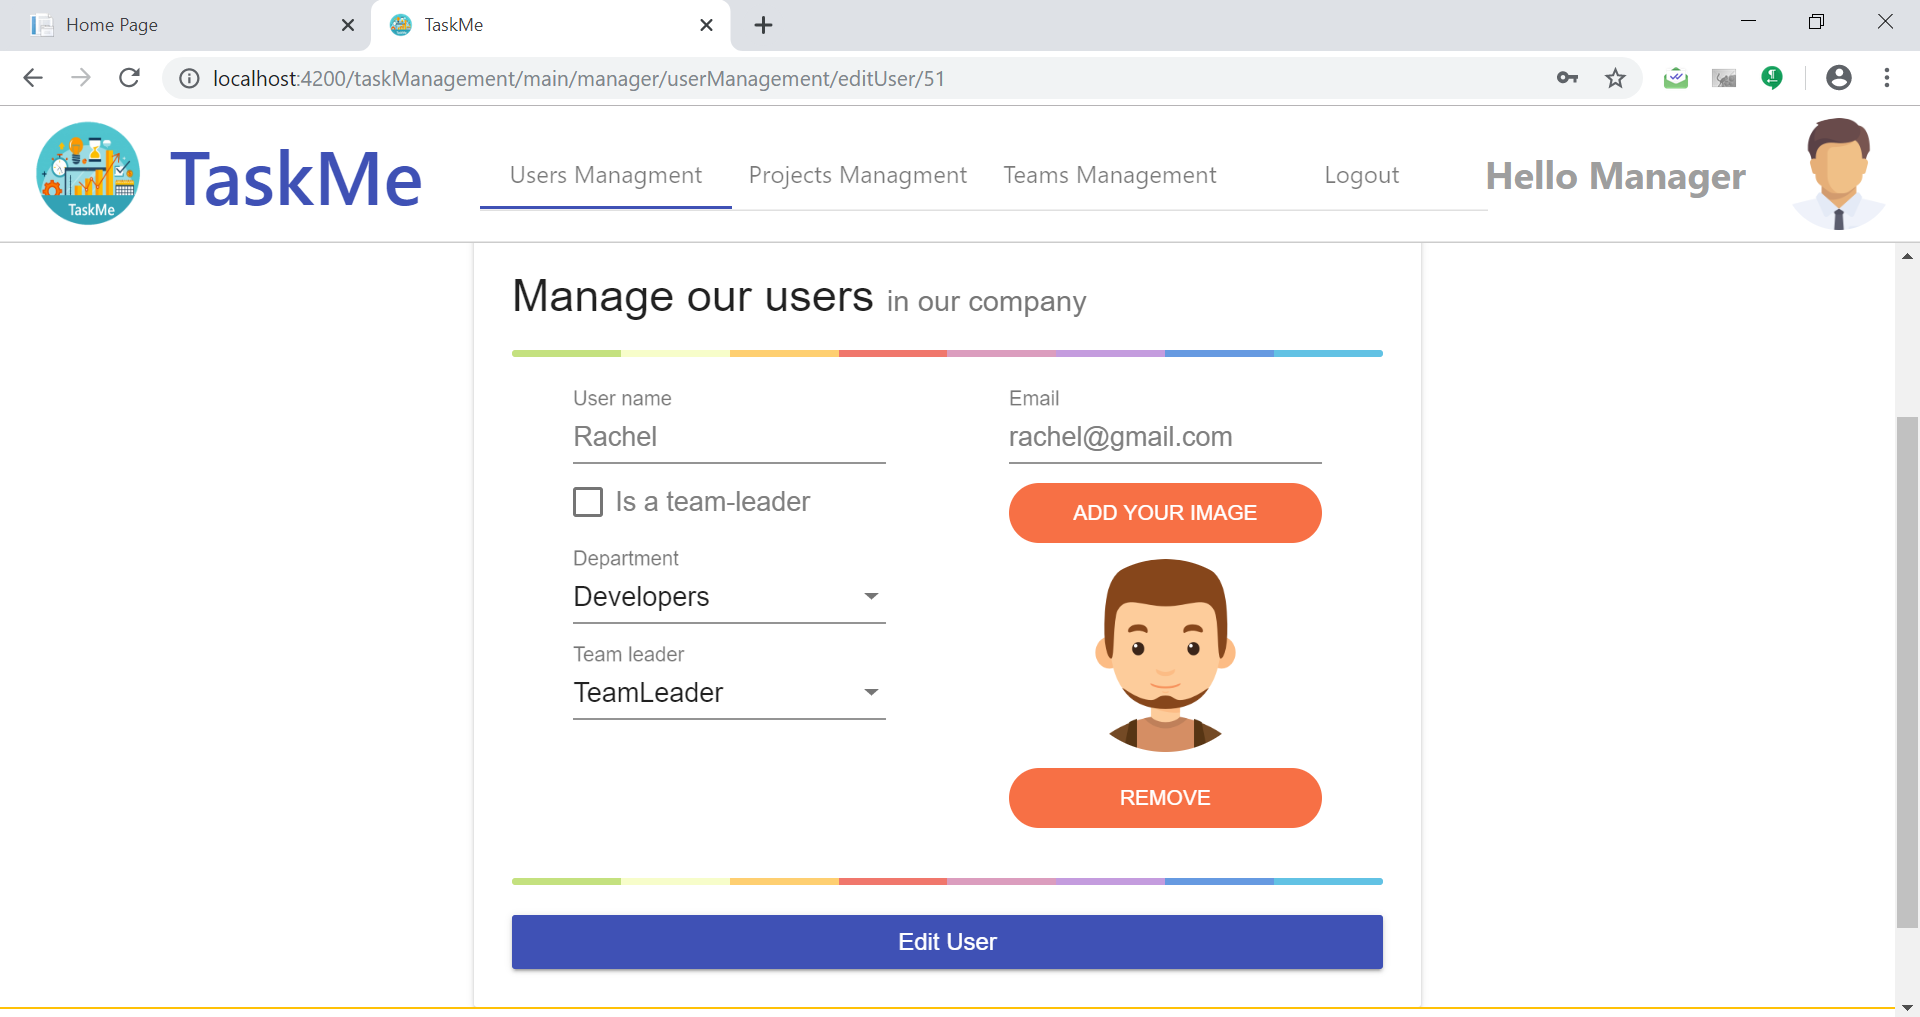 Home Page
TaskMe
localhost:4200/taskManagement/main/manager/userManagement/editUser/51
TaskMe
TaskMe
Users Managment
Projects Managment
Teams Management
Logout
Hello Manager
Manage our users in our company
User name
Rachel
Email
rachel@gmail.com
Is a team-leader
ADD YOUR IMAGE
Department
Developers
Team leader
TeamLeader
REMOVE
Edit User